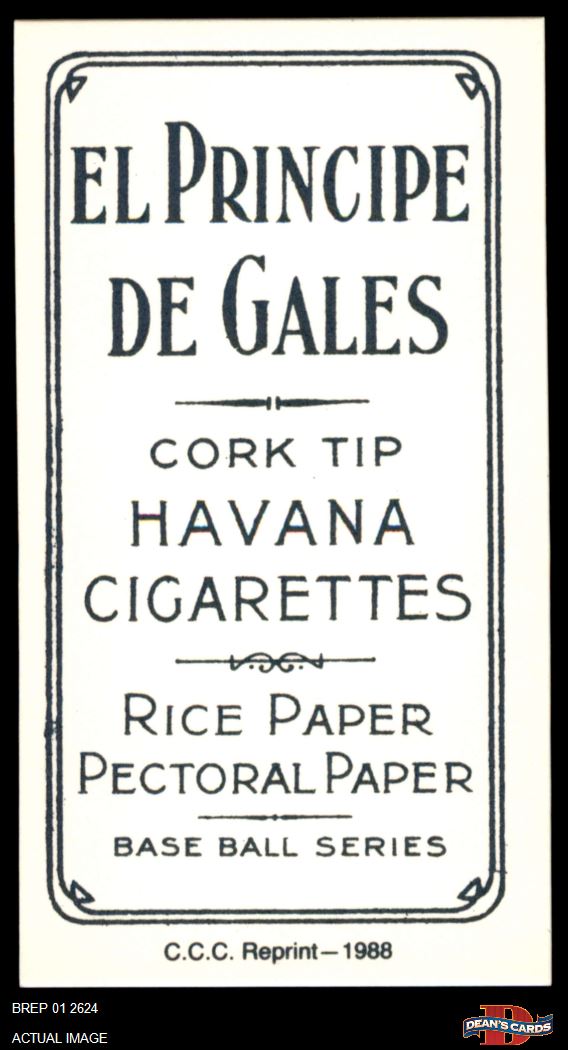 EL PRINCIPE
DE GALES
CORK TIP
HAVANA
CIGARETTES
RICE PAPER
PECTORAL PAPER
BASE BALL SERIES
C.C.C. Reprint—1988
BREP 01 2624
ACTUAL IMAGE
DEAN'S CARDS